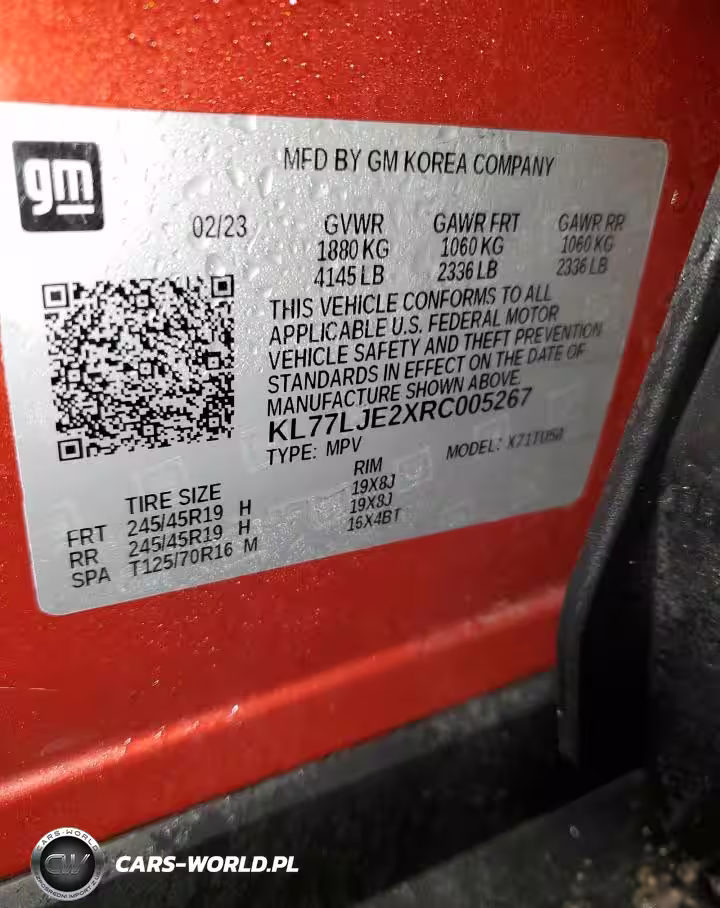 gm
MFD BY GM KOREA COMPANY
02/23 GVWR GAWR FRT GAWR RR
1880 KG 1060 KG 1060 KG
4145 LB 2336 LB 2336 LB
THIS VEHICLE CONFORMS TO ALL
APPLICABLE U.S. FEDERAL MOTOR
VEHICLE SAFETY AND THEFT PREVENTION
STANDARDS IN EFFECT ON THE DATE OF
MANUFACTURE SHOWN ABOVE.
KL77LJE2XRC005267
TYPE: MPV MODEL: X71TU50
TIRE SIZE RIM
FRT 245/45R19 H 19X8J
RR 245/45R19 H 19X8J
SPA T125/70R16 M 16X4BT
CARS-WORLD
CW
CARS-WORLD.PL